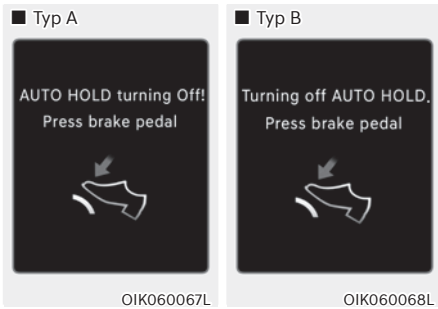 ■ Typ A
AUTO HOLD turning Off!
Press brake pedal
OIK060067L
■ Typ B
Turning off AUTO HOLD.
Press brake pedal
OIK060068L